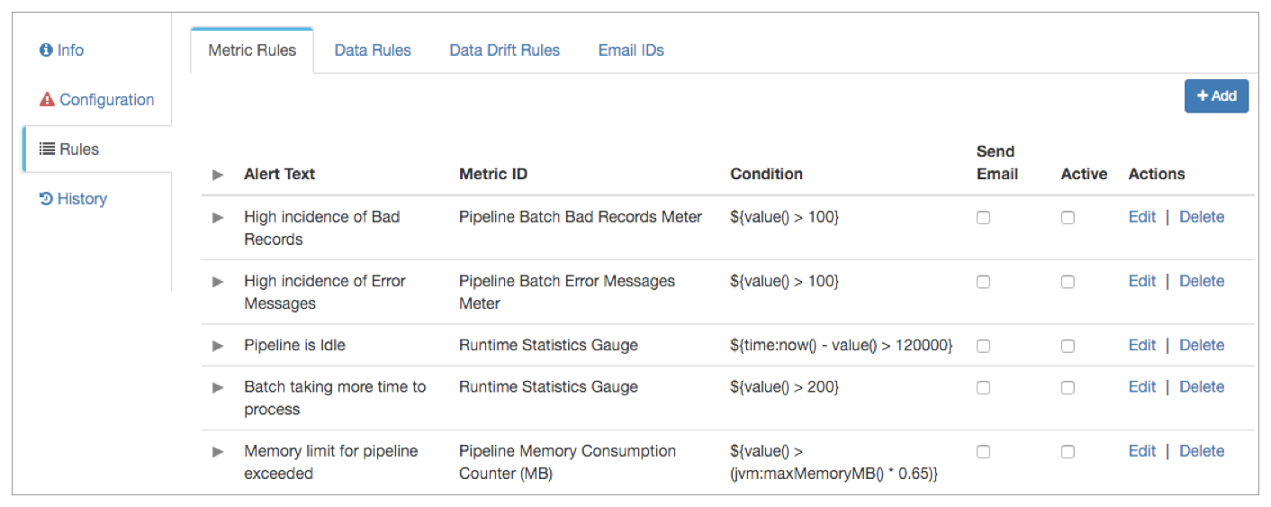 Info
Configuration
Rules
History
Metric Rules Data Rules Data Drift Rules Email IDs
+ Add
Alert Text Metric ID Condition Send Email Active Actions
High incidence of Bad Records Pipeline Batch Bad Records Meter ${value() > 100} Edit | Delete
High incidence of Error Messages Pipeline Batch Error Messages Meter ${value() > 100} Edit | Delete
Pipeline is Idle Runtime Statistics Gauge ${time:now() - value() > 120000} Edit | Delete
Batch taking more time to process Runtime Statistics Gauge ${value() > 200} Edit | Delete
Memory limit for pipeline exceeded Pipeline Memory Consumption Counter (MB) ${value() > (jvm:maxMemoryMB() * 0.65)} Edit | Delete